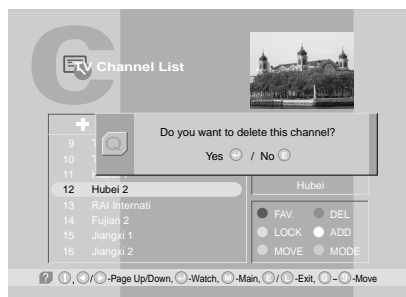 TV Channel List
Do you want to delete this channel?
Yes / No E
9 T
10 T
11
12 Hubei 2
13 RAI Internati
14 Fujian 2
15 Jiangxi 1
16 Jiangxi 2
Hubei
FAV. DEL
LOCK ADD
MOVE MODE
-Page Up/Down, -Watch, M-Main, E/ -Exit, 0-9-Move